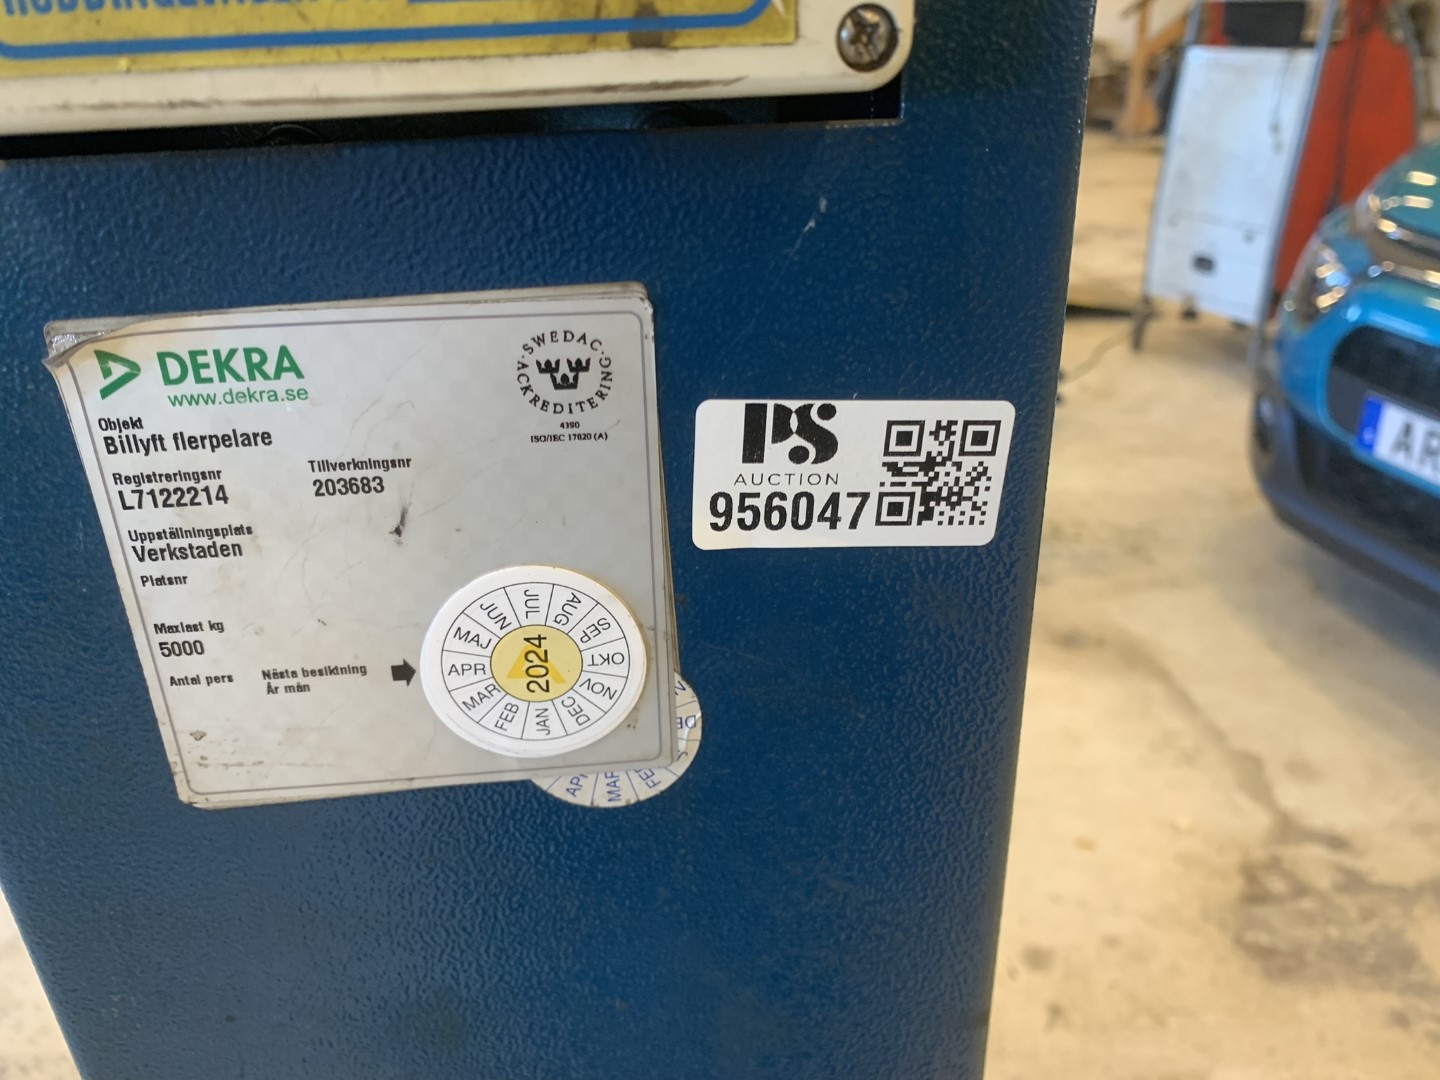 DEKRA
www.dekra.se
SWEDAC
ACKREDITERING
4390
ISO/IEC 17020 (A)
Objekt
Billyft flerpelare
Registreringsnr
L7122214
Tillverkningsnr
203683
Uppställningsplats
Verkstaden
Platsnr
Maxlast kg
5000
Antal pers
Nästa besiktning
År mån
2024
JAN
FEB
MAR
APR
MAJ
JUN
JUL
AUG
SEP
OKT
NOV
DEC
MAR
PS
AUCTION
956047
AR